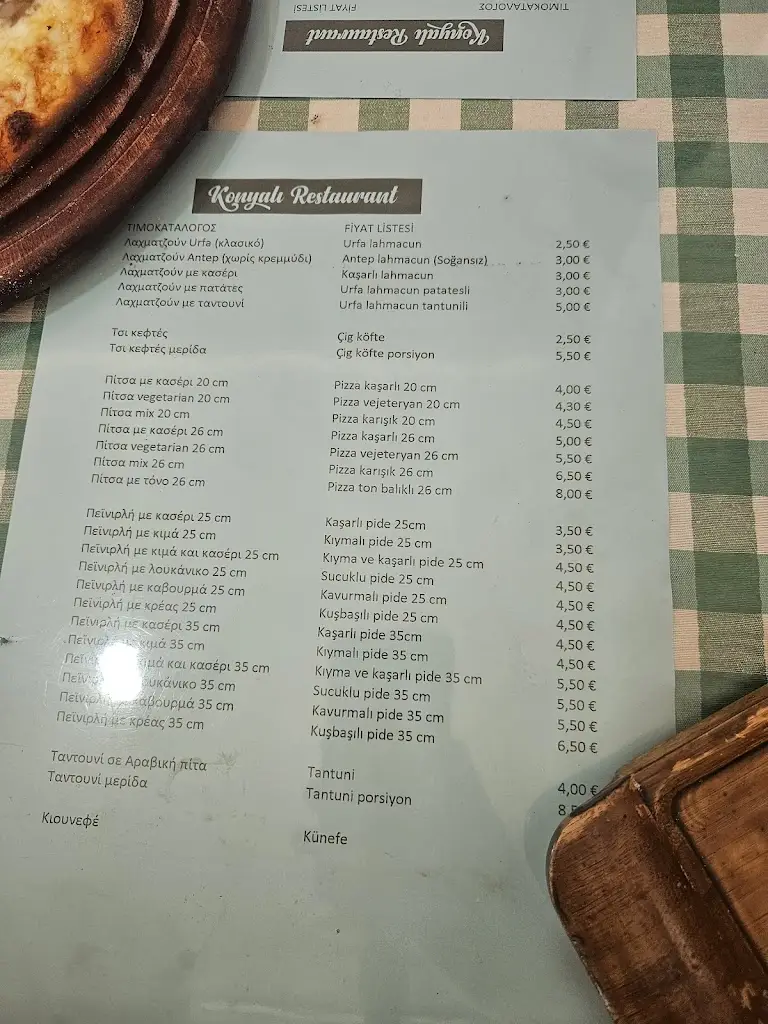 ΤΙΜΟΚΑΤΑΛΟΓΟΣ FİYAT LİSTESİ
Konyalı Restaurant
Konyalı Restaurant
ΤΙΜΟΚΑΤΑΛΟΓΟΣ FİYAT LİSTESİ
Λαχματζούν Urfa (κλασικό) Urfa lahmacun 2,50 €
Λαχματζούν Antep (χωρίς κρεμμύδι) Antep lahmacun (Soğansız) 3,00 €
Λαχματζούν με κασέρι Kaşarlı lahmacun 3,00 €
Λαχματζούν με πατάτες Urfa lahmacun patatesli 3,00 €
Λαχματζούν με ταντουνί Urfa lahmacun tantunili 5,00 €
Τσι κεφτές Çig köfte 2,50 €
Τσι κεφτές μερίδα Çig köfte porsiyon 5,50 €
Πίτσα με κασέρι 20 cm Pizza kaşarlı 20 cm 4,00 €
Πίτσα vegetarian 20 cm Pizza vejeteryan 20 cm 4,30 €
Πίτσα mix 20 cm Pizza karışık 20 cm 4,50 €
Πίτσα με κασέρι 26 cm Pizza kaşarlı 26 cm 5,00 €
Πίτσα vegetarian 26 cm Pizza vejeteryan 26 cm 5,50 €
Πίτσα mix 26 cm Pizza karışık 26 cm 6,50 €
Πίτσα με τόνο 26 cm Pizza ton balıklı 26 cm 8,00 €
Πεϊνιρλή με κασέρι 25 cm Kaşarlı pide 25cm 3,50 €
Πεϊνιρλή με κιμά 25 cm Kıymalı pide 25 cm 3,50 €
Πεϊνιρλή με κιμά και κασέρι 25 cm Kıyma ve kaşarlı pide 25 cm 4,50 €
Πεϊνιρλή με λουκάνικο 25 cm Sucuklu pide 25 cm 4,50 €
Πεϊνιρλή με καβουρμά 25 cm Kavurmalı pide 25 cm 4,50 €
Πεϊνιρλή με κρέας 25 cm Kuşbaşılı pide 25 cm 4,50 €
Πεϊνιρλή με κασέρι 35 cm Kaşarlı pide 35cm 4,50 €
κιμά 35 cm Kıymalı pide 35 cm 4,50 €
κιμά και κασέρι 35 cm Kıyma ve kaşarlı pide 35 cm 5,50 €
35 cm Sucuklu pide 35 cm 5,50 €
καβουρμά 35 cm Kavurmalı pide 35 cm 5,50 €
Πεϊνιρλή με κρέας 35 cm Kuşbaşılı pide 35 cm 6,50 €
Ταντουνί σε Αραβική πίτα Tantuni 4,00 €
Ταντουνί μερίδα Tantuni porsiyon
Κιουνεφέ Künefe